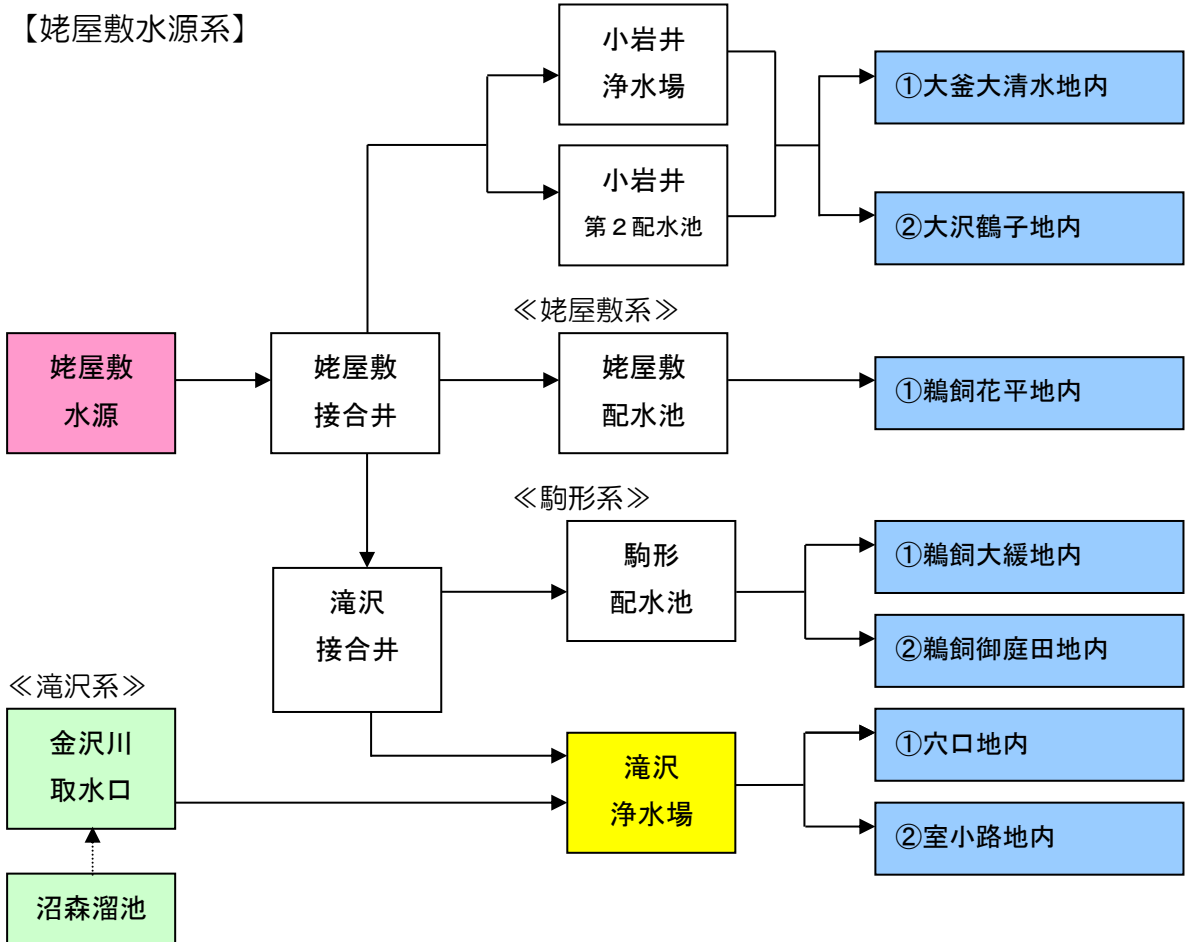 【姥屋敷水源系】
小岩井
浄水場
①大釜大清水地内
小岩井
第２配水池
②大沢鶴子地内
≪姥屋敷系≫
姥屋敷
水源
姥屋敷
接合井
姥屋敷
配水池
①鵜飼花平地内
≪駒形系≫
駒形
配水池
①鵜飼大緩地内
滝沢
接合井
②鵜飼御庭田地内
≪滝沢系≫
金沢川
取水口
滝沢
浄水場
①穴口地内
②室小路地内
沼森溜池